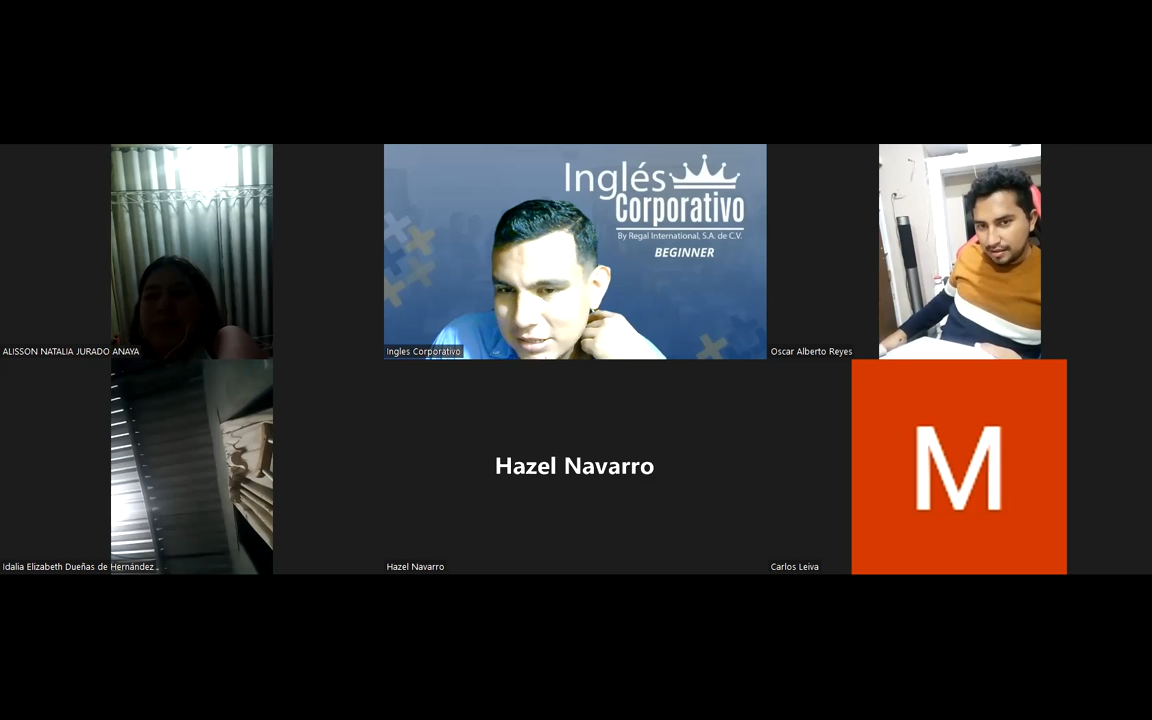 Inglés
Corporativo
By Regal International, S.A. de C.V.
BEGINNER
ALISSON NATALIA JURADO ANAYA
Ingles Corporativo
Oscar Alberto Reyes
Hazel Navarro
M
Idalia Elizabeth Dueñas de Hernández
Hazel Navarro
Carlos Leiva